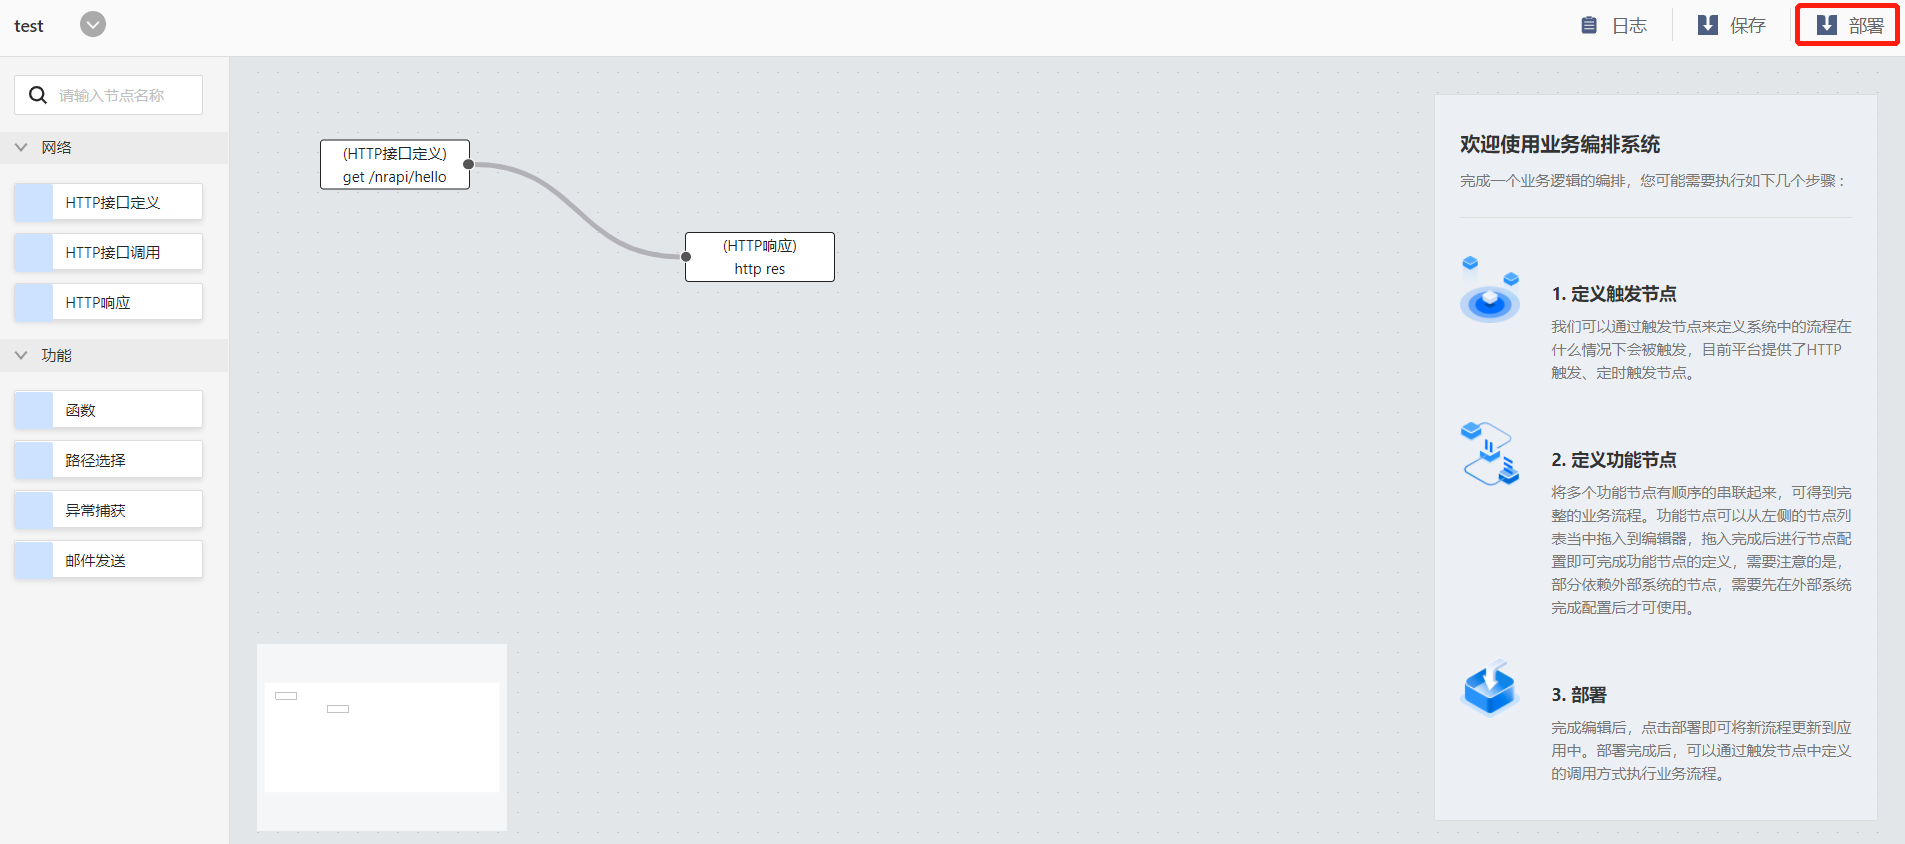 test
日志
保存
部署
请输入节点名称
网络
HTTP接口定义
HTTP接口调用
HTTP响应
功能
函数
路径选择
异常捕获
邮件发送
(HTTP接口定义)
get /nrapi/hello
(HTTP响应)
http res
欢迎使用业务编排系统
完成一个业务逻辑的编排，您可能需要执行如下几个步骤：
1. 定义触发节点
我们可以通过触发节点来定义系统中的流程在
什么情况下会被触发，目前平台提供了HTTP
触发、定时触发节点。
2. 定义功能节点
将多个功能节点有顺序的串联起来，可得到完
整的业务流程。功能节点可以从左侧的节点列
表当中拖入到编辑器，拖入完成后进行节点配
置即可完成功能节点的定义，需要注意的是，
部分依赖外部系统的节点，需要先在外部系统
完成配置后才可使用。
3. 部署
完成编辑后，点击部署即可将新流程更新到应
用中。部署完成后，可以通过触发节点中定义
的调用方式执行业务流程。